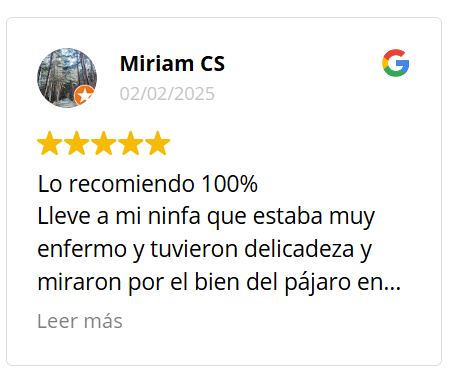 Miriam CS
02/02/2025
Lo recomiendo 100%
Lleve a mi ninfa que estaba muy
enfermo y tuvieron delicadeza y
miraron por el bien del pájaro en...
Leer más